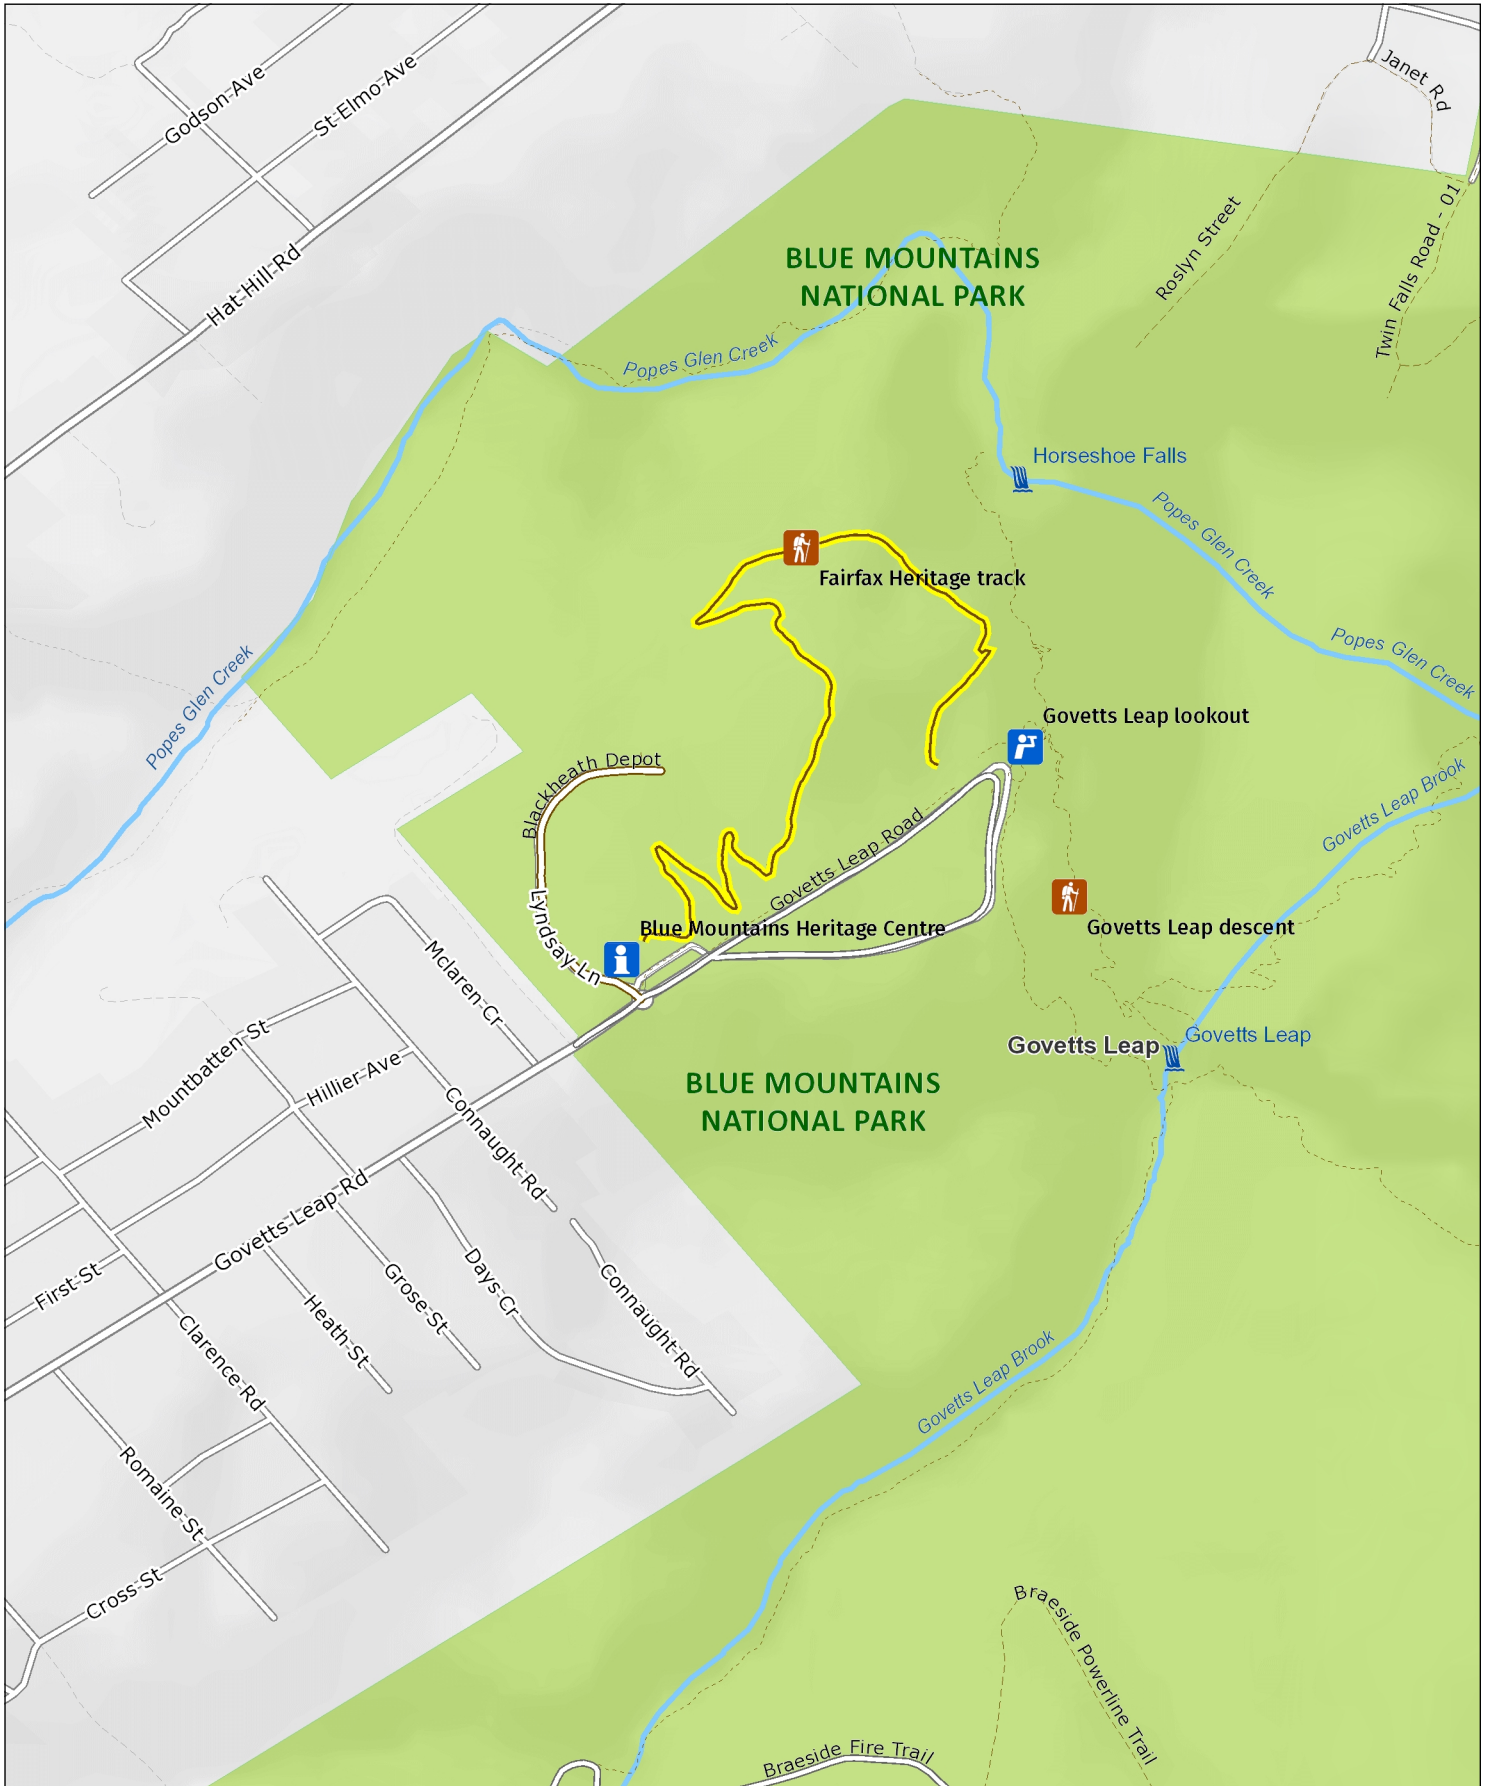 Godson Ave
St Elmo Ave
Janet Rd
Hat Hill Rd
Roslyn Street
Twin Falls Road - 01
BLUE MOUNTAINS
NATIONAL PARK
Popes Glen Creek
Horseshoe Falls
Popes Glen Creek
Fairfax Heritage track
Popes Glen Creek
Popes Glen Creek
Govetts Leap lookout
Blackheath Depot
Govetts Leap Road
Govetts Leap Brook
Lyndsay Ln
Blue Mountains Heritage Centre
Govetts Leap descent
Mclaren Cr
Mountbatten St
Hillier Ave
Govetts Leap
Govetts Leap
BLUE MOUNTAINS
NATIONAL PARK
Connaught Rd
Govetts Leap Rd
First St
Heath St
Grose St
Days Cr
Connaught Rd
Clarence Rd
Govetts Leap Brook
Romaine St
Cross St
Braeside Powerline Trail
Braeside Fire Trail